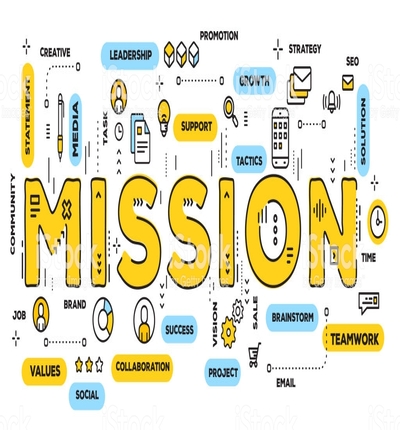 PROMOTION
CREATIVE
LEADERSHIP
STRATEGY
SEO
GROWTH
STATEMENT
MEDIA
TASK
SUPPORT
SOLUTION
TACTICS
COMMUNITY
MISSION
TIME
JOB
BRAND
VISION
SALE
BRAINSTORM
SUCCESS
TEAMWORK
VALUES
COLLABORATION
PROJECT
SOCIAL
EMAIL
iStock